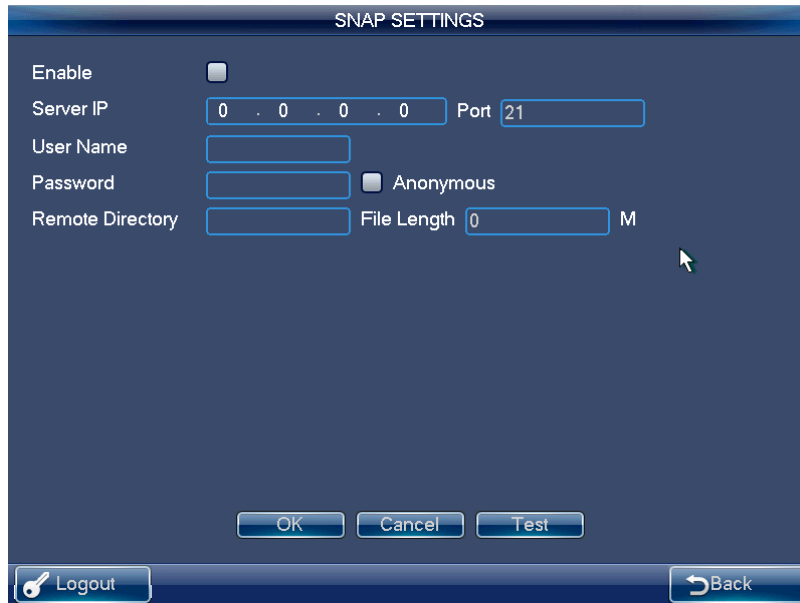 SNAP SETTINGS
Enable
Server IP 0 . 0 . 0 . 0 Port 21
User Name
Password Anonymous
Remote Directory File Length 0 M
OK Cancel Test
Logout Back